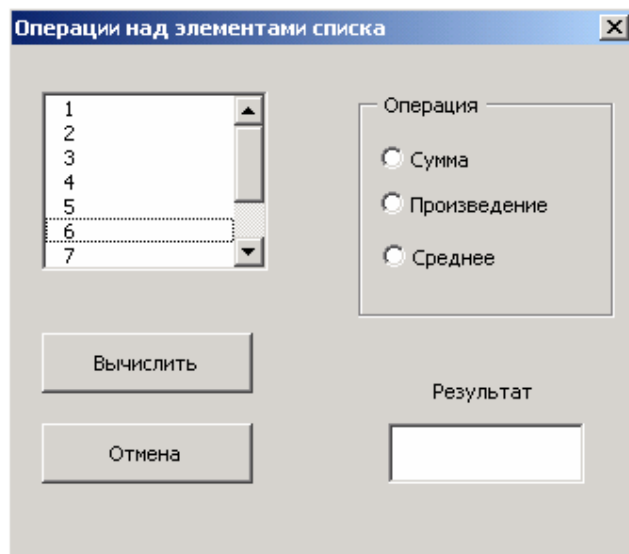 Операции над элементами списка
1
2
3
4
5
6
7
Операция
Сумма
Произведение
Среднее
Вычислить
Отмена
Результат